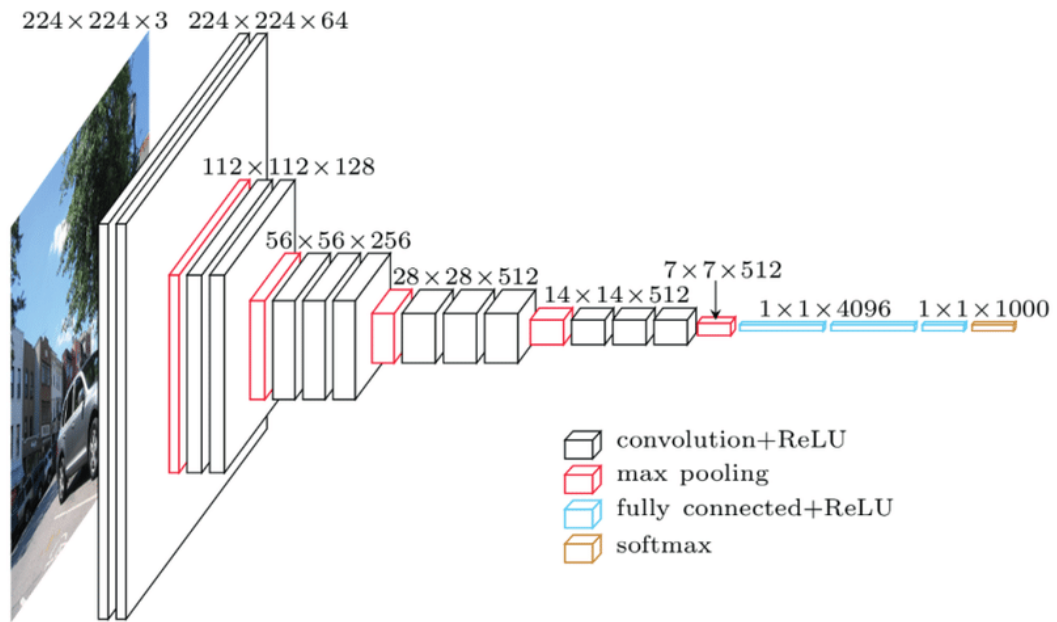 224×224×3
224×224×64
112×112×128
56×56×256
28×28×512
14×14×512
7×7×512
1×1×4096
1×1×1000
convolution+ReLU
max pooling
fully connected+ReLU
softmax